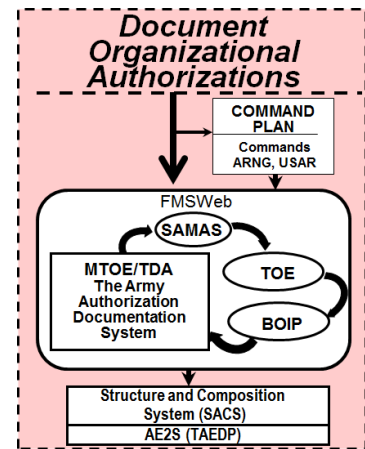 Document
Organizational
Authorizations
COMMAND
PLAN
Commands
ARNG, USAR
FMSWeb
SAMAS
MTOE/TDA
The Army
Authorization
Documentation
System
TOE
BOIP
Structure and Composition
System (SACS)
AE2S (TAEDP)